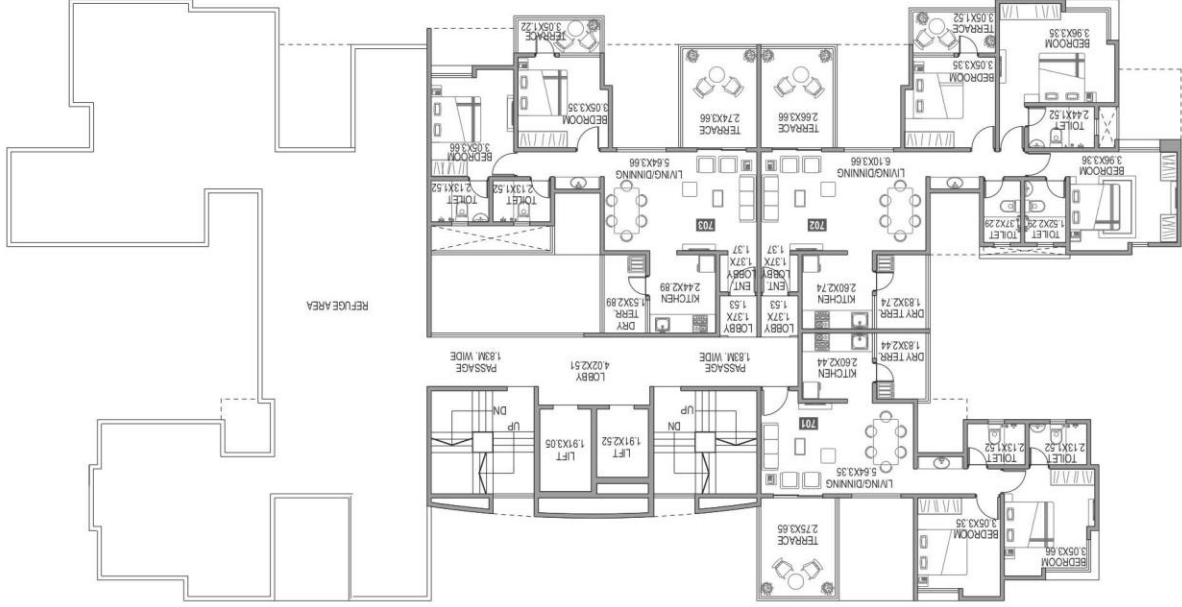 BEDROOM
3.05X3.66
BEDROOM
3.05X3.35
TERRACE
2.75X3.65
LIVING/DINNING
5.64X3.35
TOILET
2.13X1.52
TOILET
2.13X1.52
701
LIFT
1.91X2.52
LIFT
1.91X3.05
DN
UP
UP
DN
DRY TERR.
1.83X2.44
KITCHEN
2.60X2.44
PASSAGE
1.83M. WIDE
LOBBY
4.02X2.51
PASSAGE
1.83M. WIDE
DRY TERR.
1.83X2.74
KITCHEN
2.60X2.74
LOBBY
1.37X
1.53
LOBBY
1.37X
1.53
KITCHEN
2.44X2.89
DRY
TERR.
1.53X2.89
REFUGE AREA
ENT.
LOBBY
1.37X
1.37
ENT.
LOBBY
1.37X
1.37
TOILET
1.52X2.29
TOILET
1.37X2.29
702
703
BEDROOM
3.96X3.36
LIVING/DINNING
6.10X3.66
LIVING/DINNING
5.64X3.66
TOILET
2.13X1.52
TOILET
2.13X1.52
TOILET
2.44X1.52
BEDROOM
3.05X3.66
TERRACE
2.66X3.66
TERRACE
2.74X3.66
BEDROOM
3.05X3.35
BEDROOM
3.05X3.35
BEDROOM
3.96X3.35
TERRACE
3.05X1.52
TERRACE
3.05X1.22